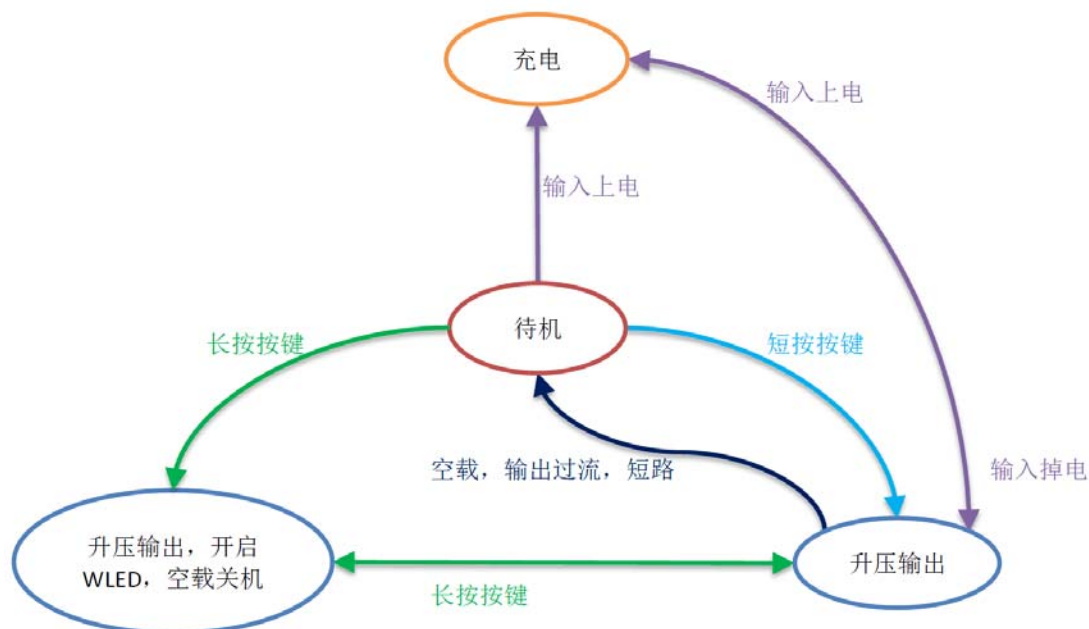 充电
输入上电
输入上电
待机
长按按键
短按按键
空载，输出过流，短路
输入掉电
升压输出，开启
WLED，空载关机
升压输出
长按按键